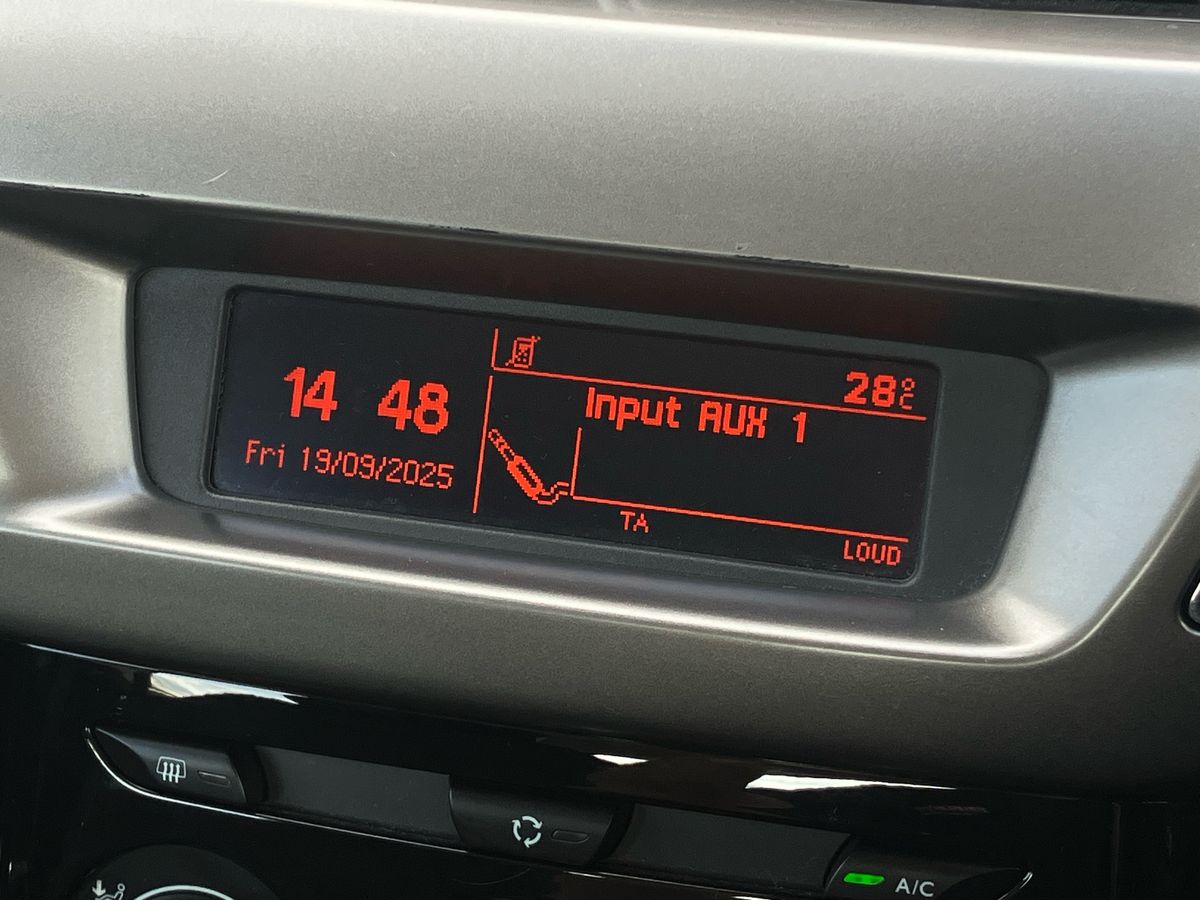 14 48
Fri 19/09/2025
28°C
Input AUX 1
TA
LOUD
A/C